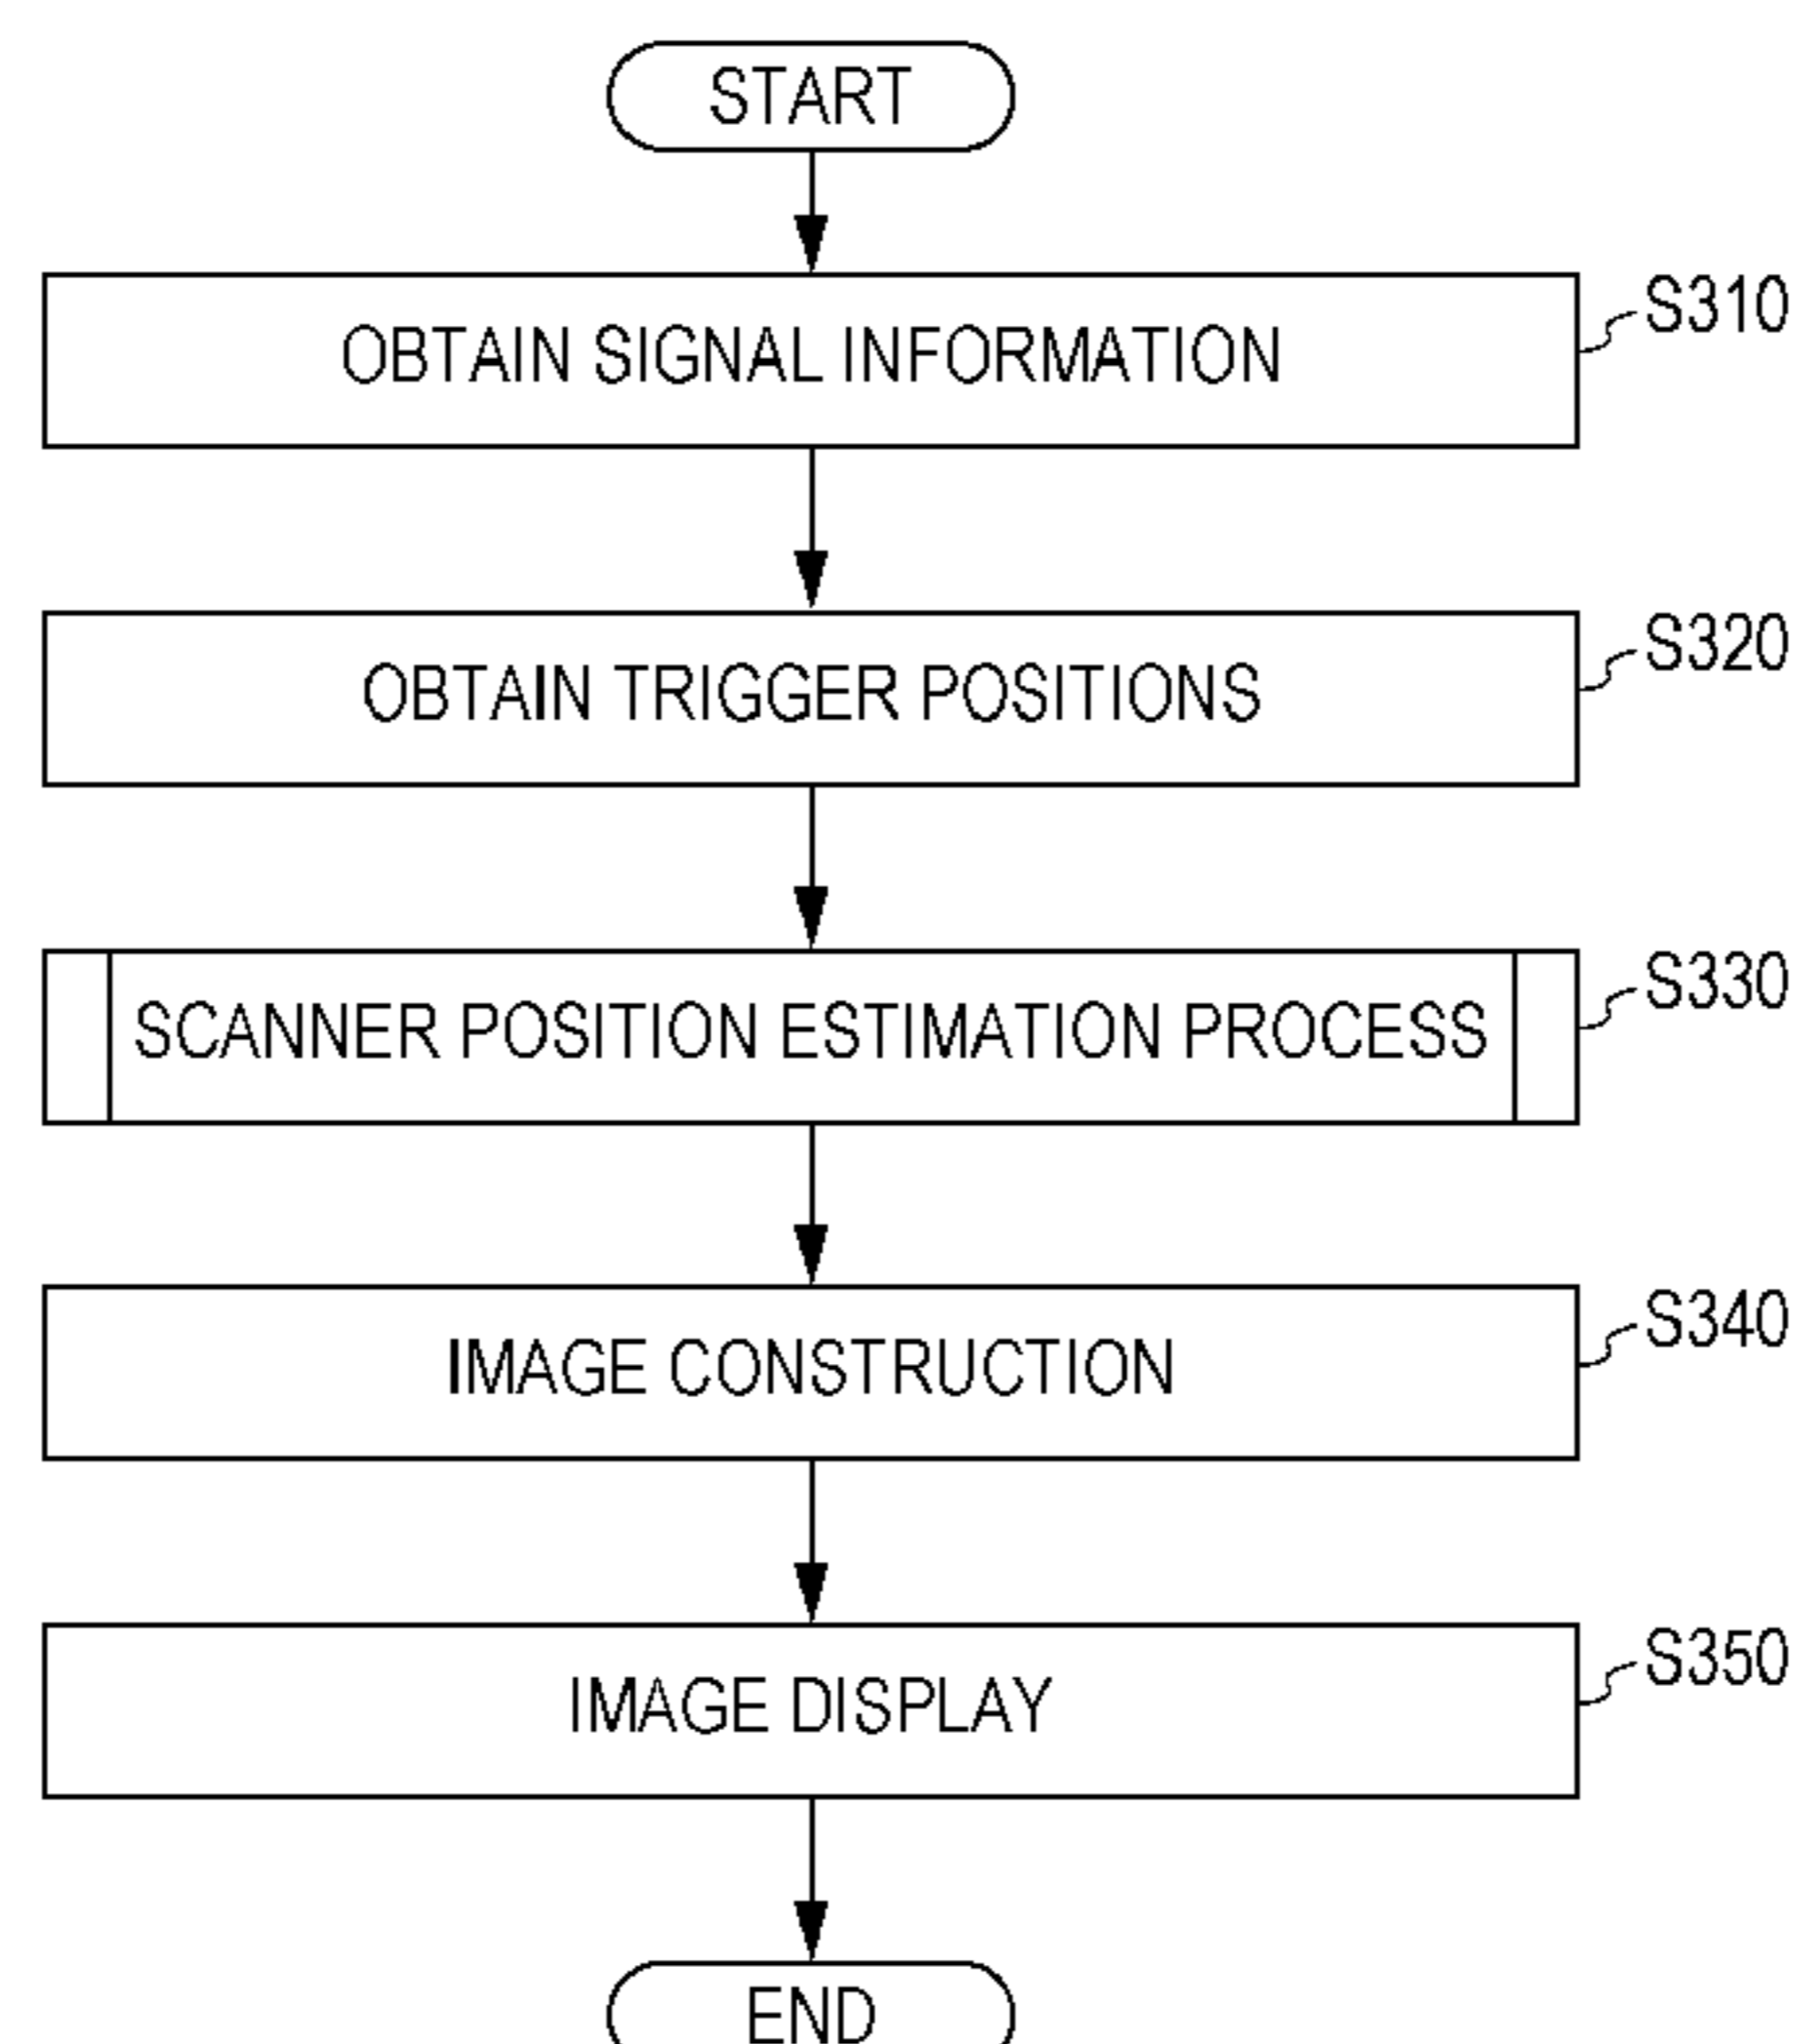 START
OBTAIN SIGNAL INFORMATION
S310
OBTAIN TRIGGER POSITIONS
S320
SCANNER POSITION ESTIMATION PROCESS
S330
IMAGE CONSTRUCTION
S340
IMAGE DISPLAY
S350
END